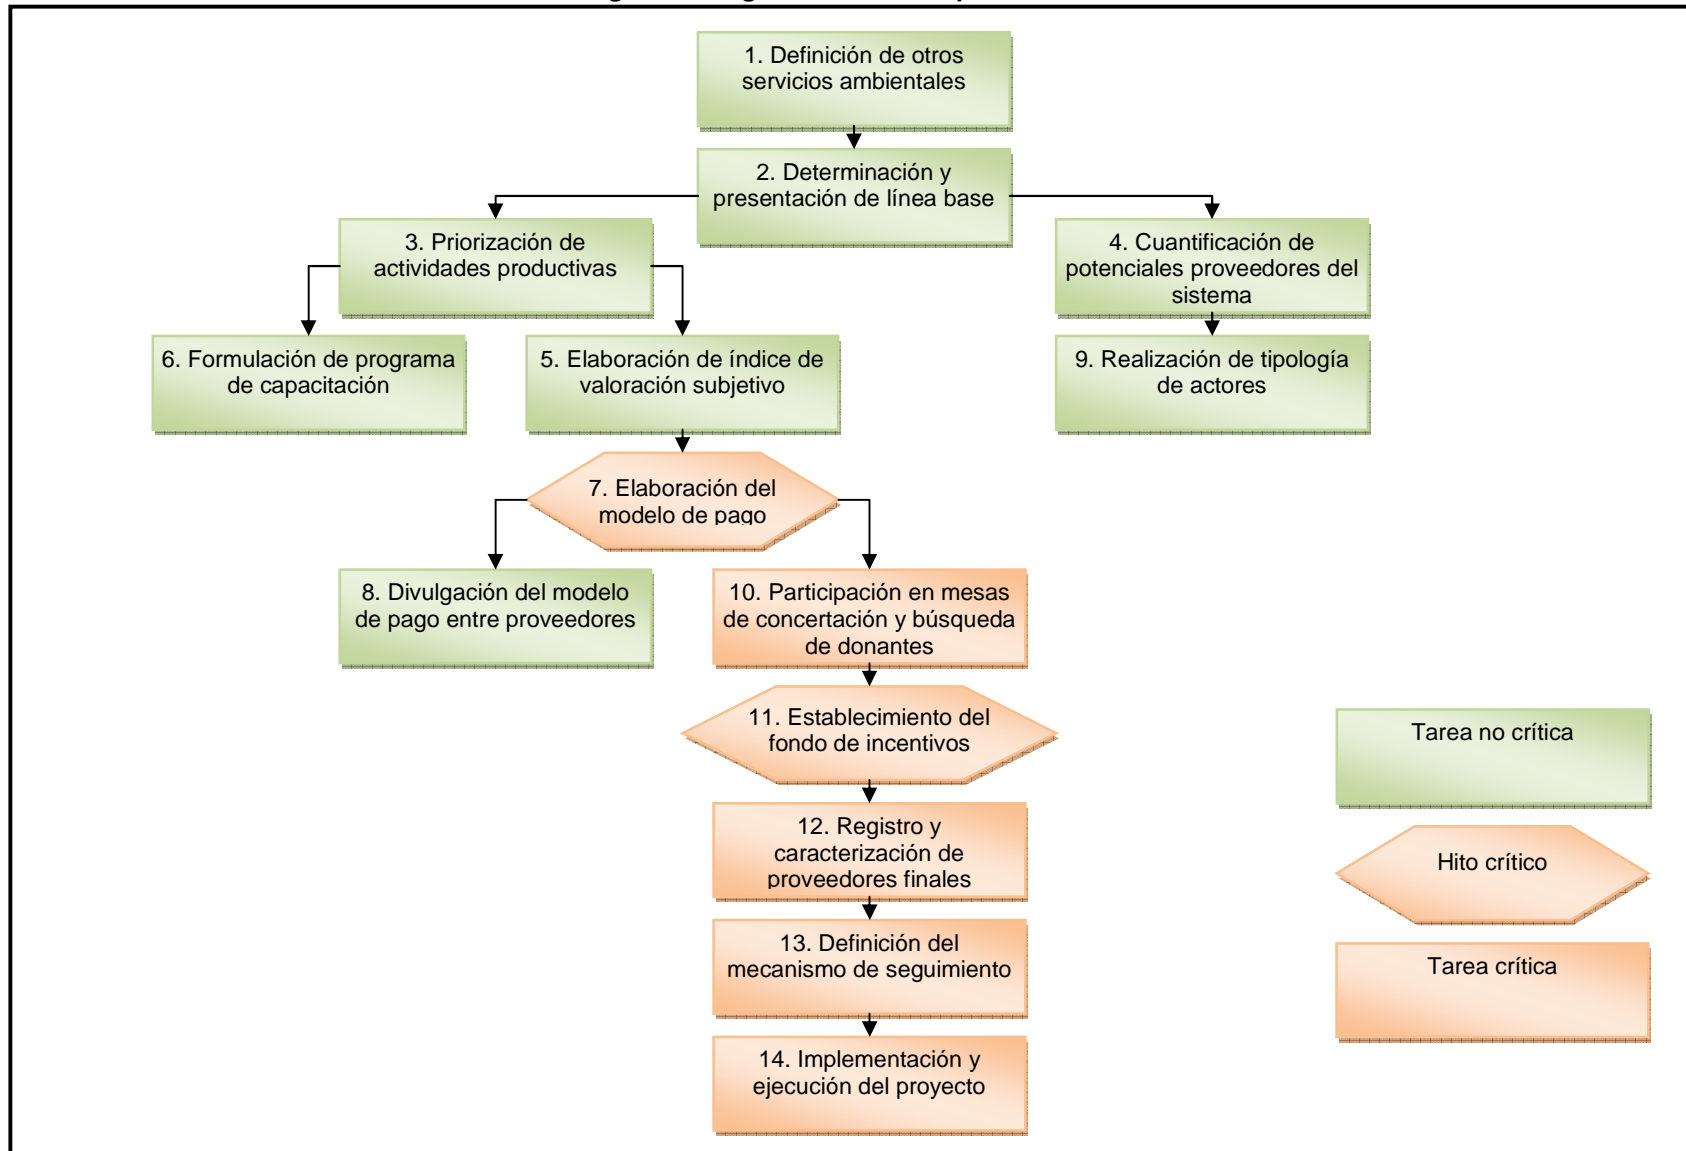 1. Definición de otros
servicios ambientales
2. Determinación y
presentación de línea base
3. Priorización de
actividades productivas
4. Cuantificación de
potenciales proveedores del
sistema
6. Formulación de programa
de capacitación
5. Elaboración de índice de
valoración subjetivo
9. Realización de tipología
de actores
7. Elaboración del
modelo de pago
8. Divulgación del modelo
de pago entre proveedores
10. Participación en mesas
de concertación y búsqueda
de donantes
11. Establecimiento del
fondo de incentivos
Tarea no crítica
12. Registro y
caracterización de
proveedores finales
Hito crítico
13. Definición del
mecanismo de seguimiento
Tarea crítica
14. Implementación y
ejecución del proyecto